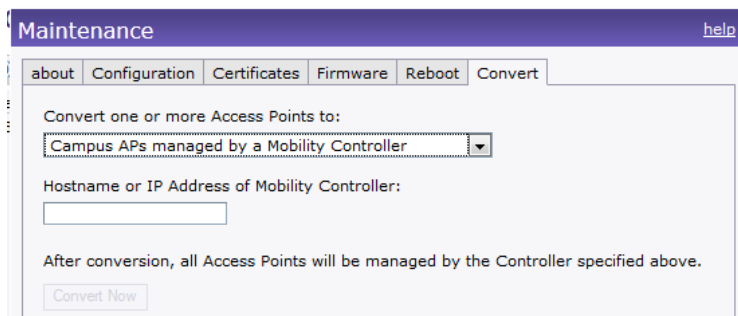 Maintenance help
about Configuration Certificates Firmware Reboot Convert
Convert one or more Access Points to:
Campus APs managed by a Mobility Controller
Hostname or IP Address of Mobility Controller:
After conversion, all Access Points will be managed by the Controller specified above.
Convert Now